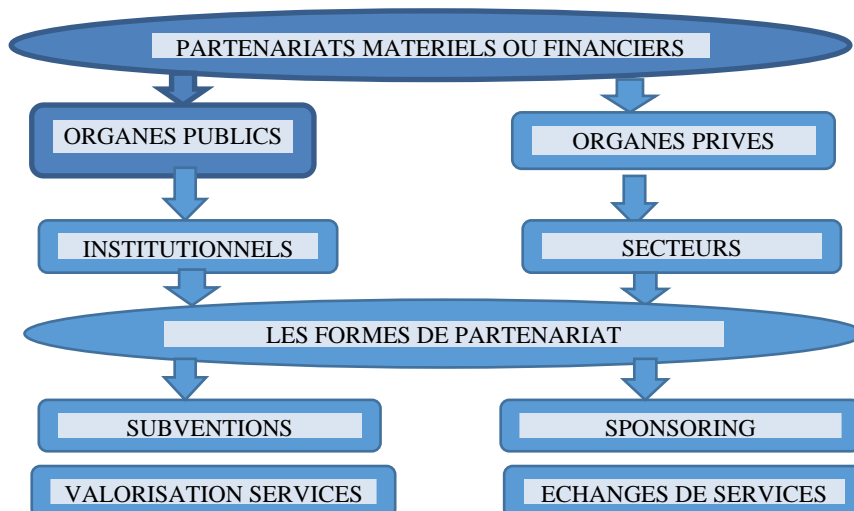 PARTENARIATS MATERIELS OU FINANCIERS
ORGANES PUBLICS
ORGANES PRIVES
INSTITUTIONNELS
SECTEURS
LES FORMES DE PARTENARIAT
SUBVENTIONS
SPONSORING
VALORISATION SERVICES
ECHANGES DE SERVICES